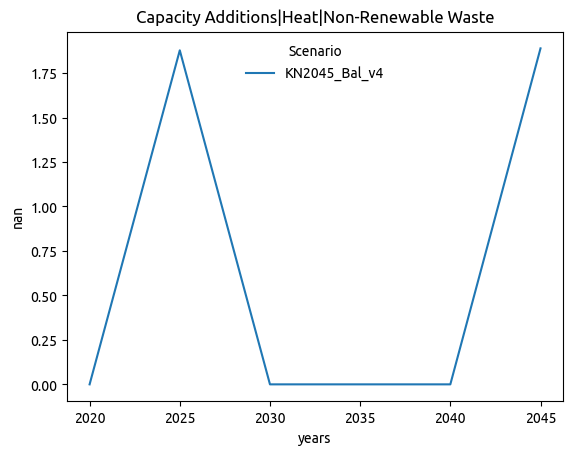 Capacity Additions|Heat|Non-Renewable Waste
Scenario
KN2045_Bal_v4
1.75
1.50
1.25
1.00
0.75
0.50
0.25
0.00
nan
2020 2025 2030 2035 2040 2045
years